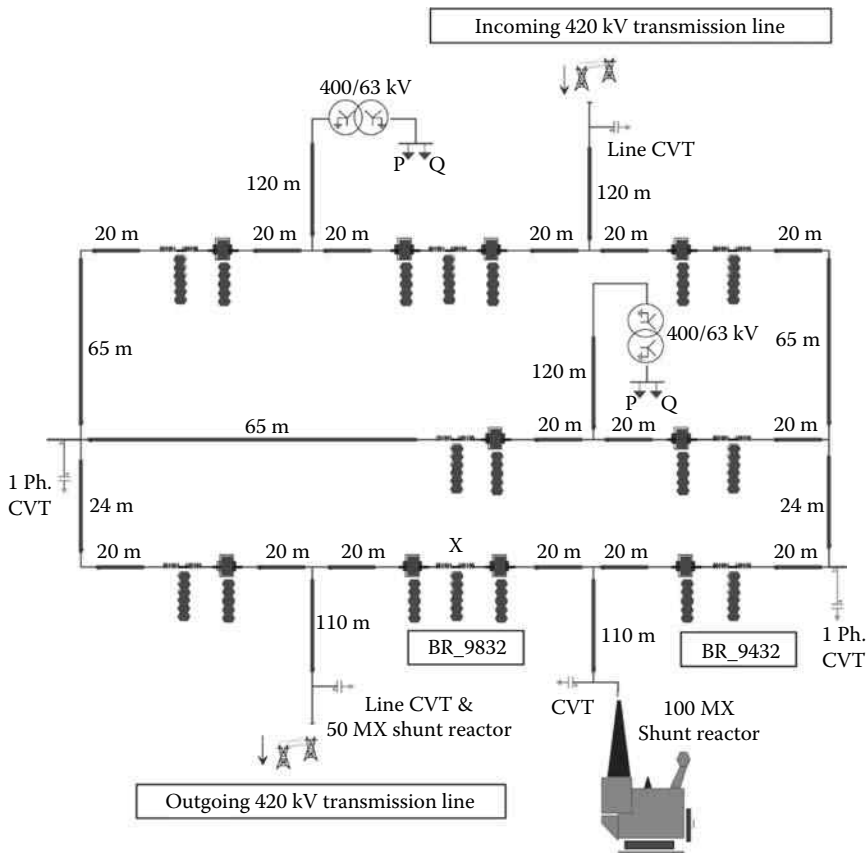 Incoming 420 kV transmission line
400/63 kV
P Q
Line CVT
120 m
120 m
20 m
20 m
20 m
20 m
20 m
20 m
65 m
400/63 kV
65 m
120 m
P Q
65 m
20 m
20 m
20 m
1 Ph.
CVT
24 m
24 m
X
20 m
20 m
20 m
20 m
20 m
20 m
110 m
BR_9832
110 m
BR_9432
1 Ph.
CVT
Line CVT &
50 MX shunt reactor
CVT
100 MX
Shunt reactor
Outgoing 420 kV transmission line